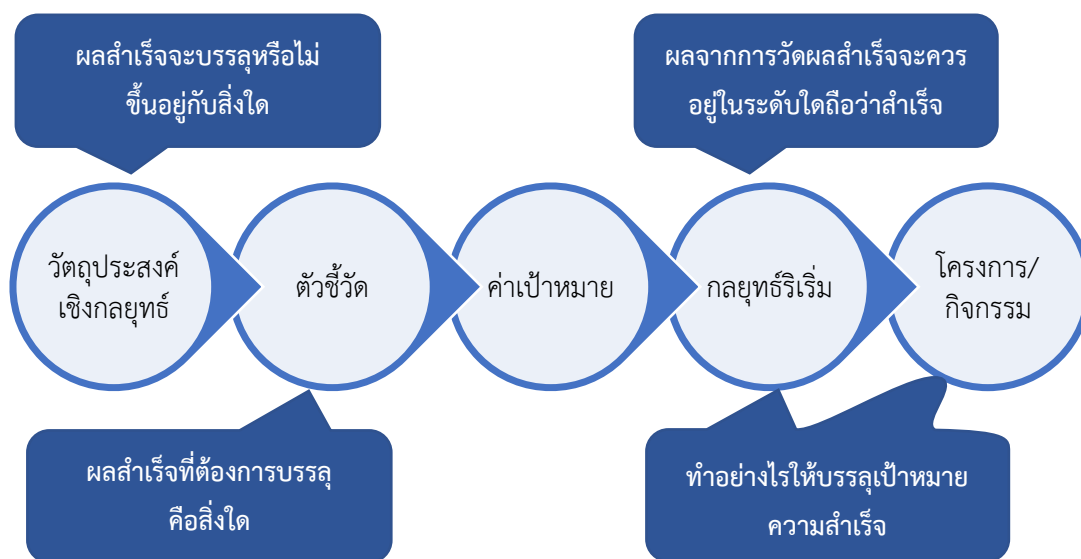 ผลสำเร็จจะบรรลุหรือไม่
ขึ้นอยู่กับสิ่งใด
ผลจากการวัดผลสำเร็จจะควร
อยู่ในระดับใดถือว่าสำเร็จ
วัตถุประสงค์
เชิงกลยุทธ์
ตัวชี้วัด
ค่าเป้าหมาย
กลยุทธ์ริเริ่ม
โครงการ/
กิจกรรม
ผลสำเร็จที่ต้องการบรรลุ
คือสิ่งใด
ทำอย่างไรให้บรรลุเป้าหมาย
ความสำเร็จ